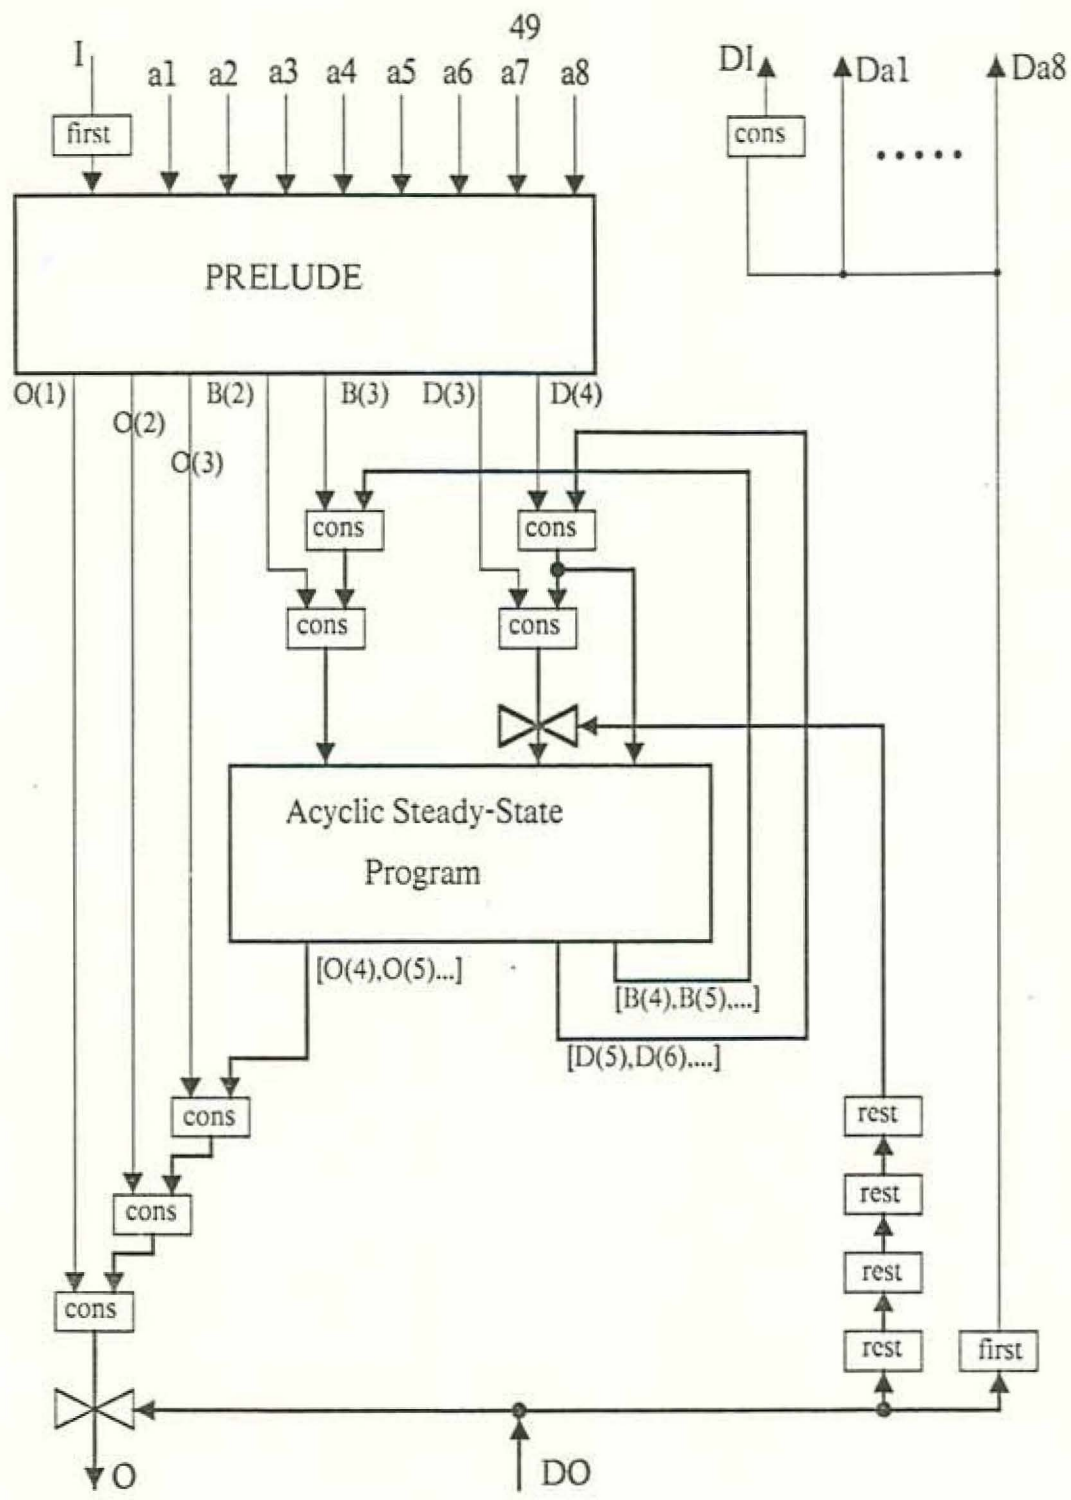 49
I a1 a2 a3 a4 a5 a6 a7 a8
DI Da1 Da8
first
cons
.....
PRELUDE
O(1) B(2) B(3) D(3) D(4)
O(2)
O(3)
cons cons
cons cons
Acyclic Steady-State
Program
[O(4),O(5)...]
[B(4),B(5),...]
[D(5),D(6),...]
cons
rest
cons
rest
rest
cons
rest
first
O
DO